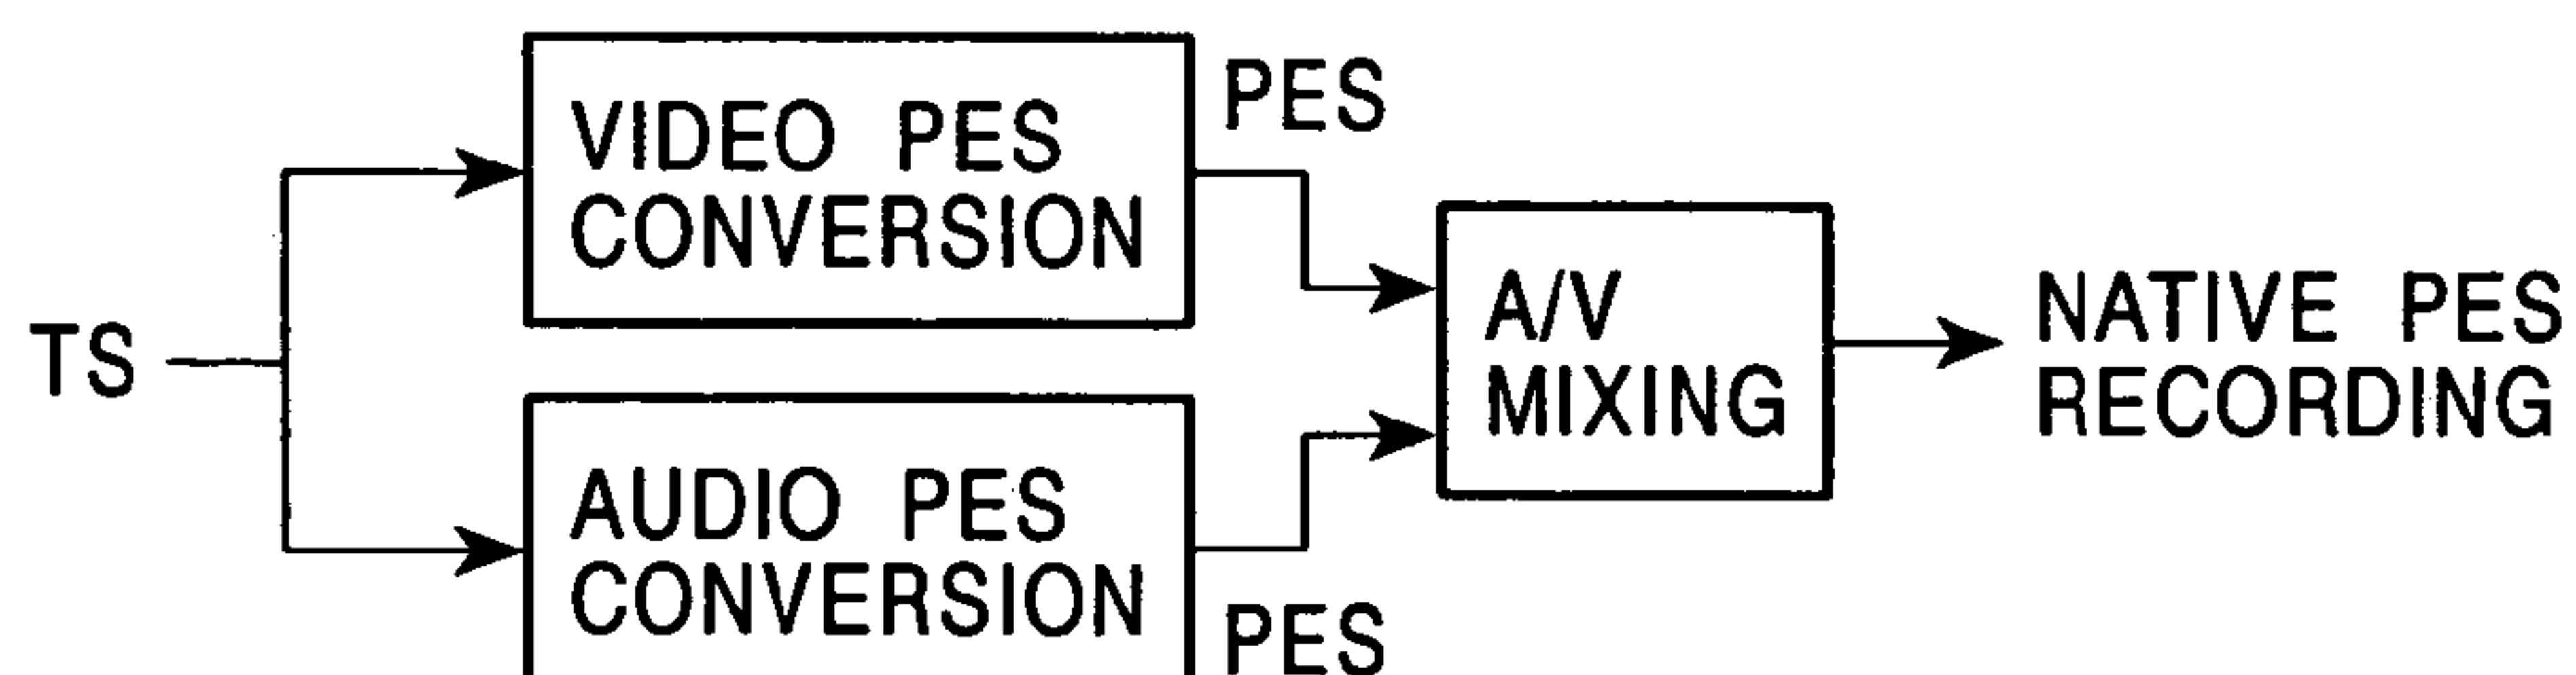 TS
VIDEO PES
CONVERSION
PES
AUDIO PES
CONVERSION
PES
A/V
MIXING
NATIVE PES
RECORDING